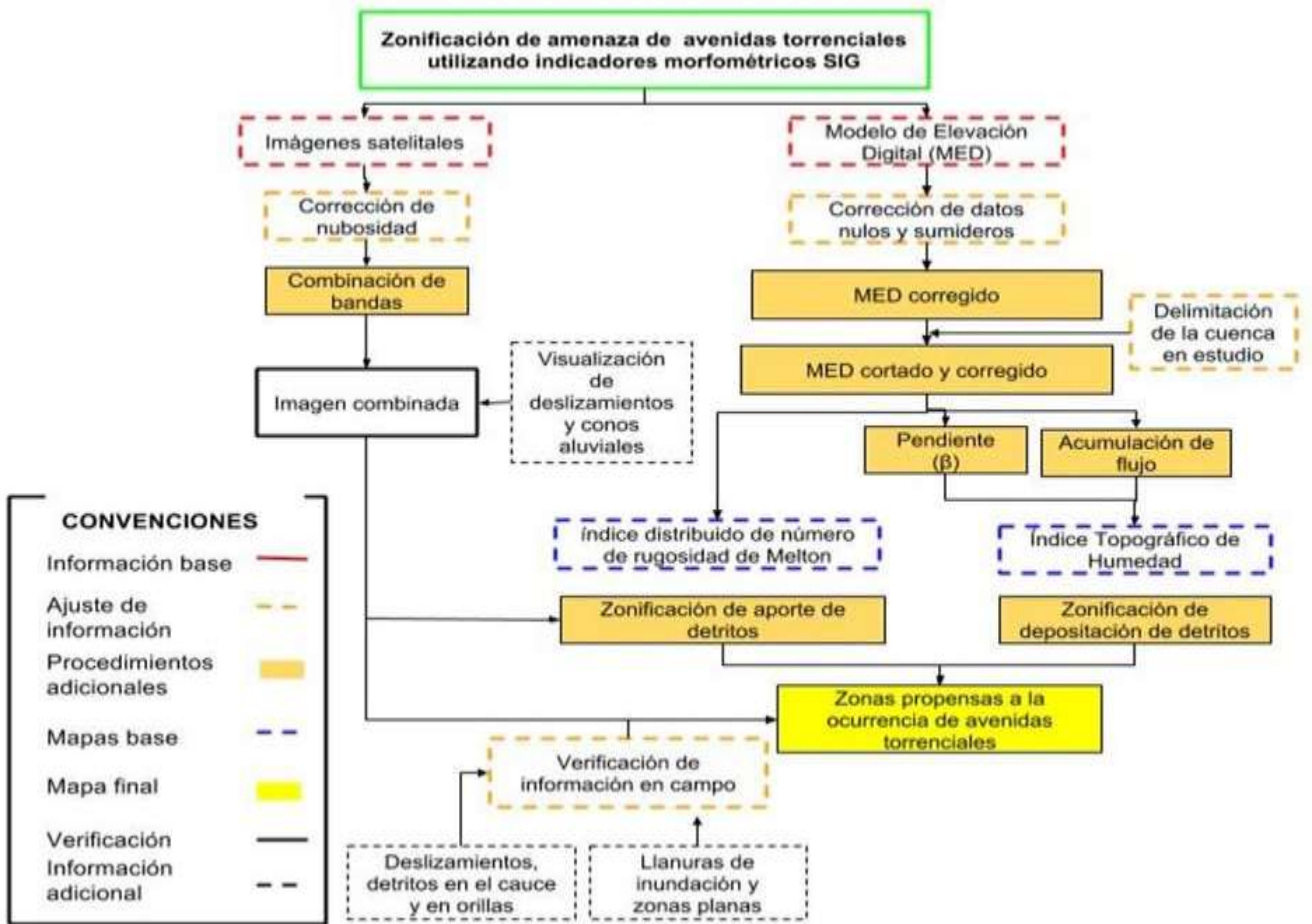 Zonificación de amenaza de avenidas torrenciales
utilizando indicadores morfométricos SIG
Imágenes satelitales
Modelo de Elevación
Digital (MED)
Corrección de
nubosidad
Corrección de datos
nulos y sumideros
Combinación de
bandas
MED corregido
Delimitación
de la cuenca
en estudio
Visualización
de
deslizamientos
y conos
aluviales
MED cortado y corregido
Imagen combinada
Pendiente
(β)
Acumulación de
flujo
índice distribuido de número
de rugosidad de Melton
Índice Topográfico de
Humedad
Zonificación de aporte de
detritos
Zonificación de
depositación de detritos
Zonas propensas a la
ocurrencia de avenidas
torrenciales
Verificación de
información en campo
Deslizamientos,
detritos en el cauce
y en orillas
Llanuras de
inundación y
zonas planas
CONVENCIONES
Información base
Ajuste de
información
Procedimientos
adicionales
Mapas base
Mapa final
Verificación
Información
adicional